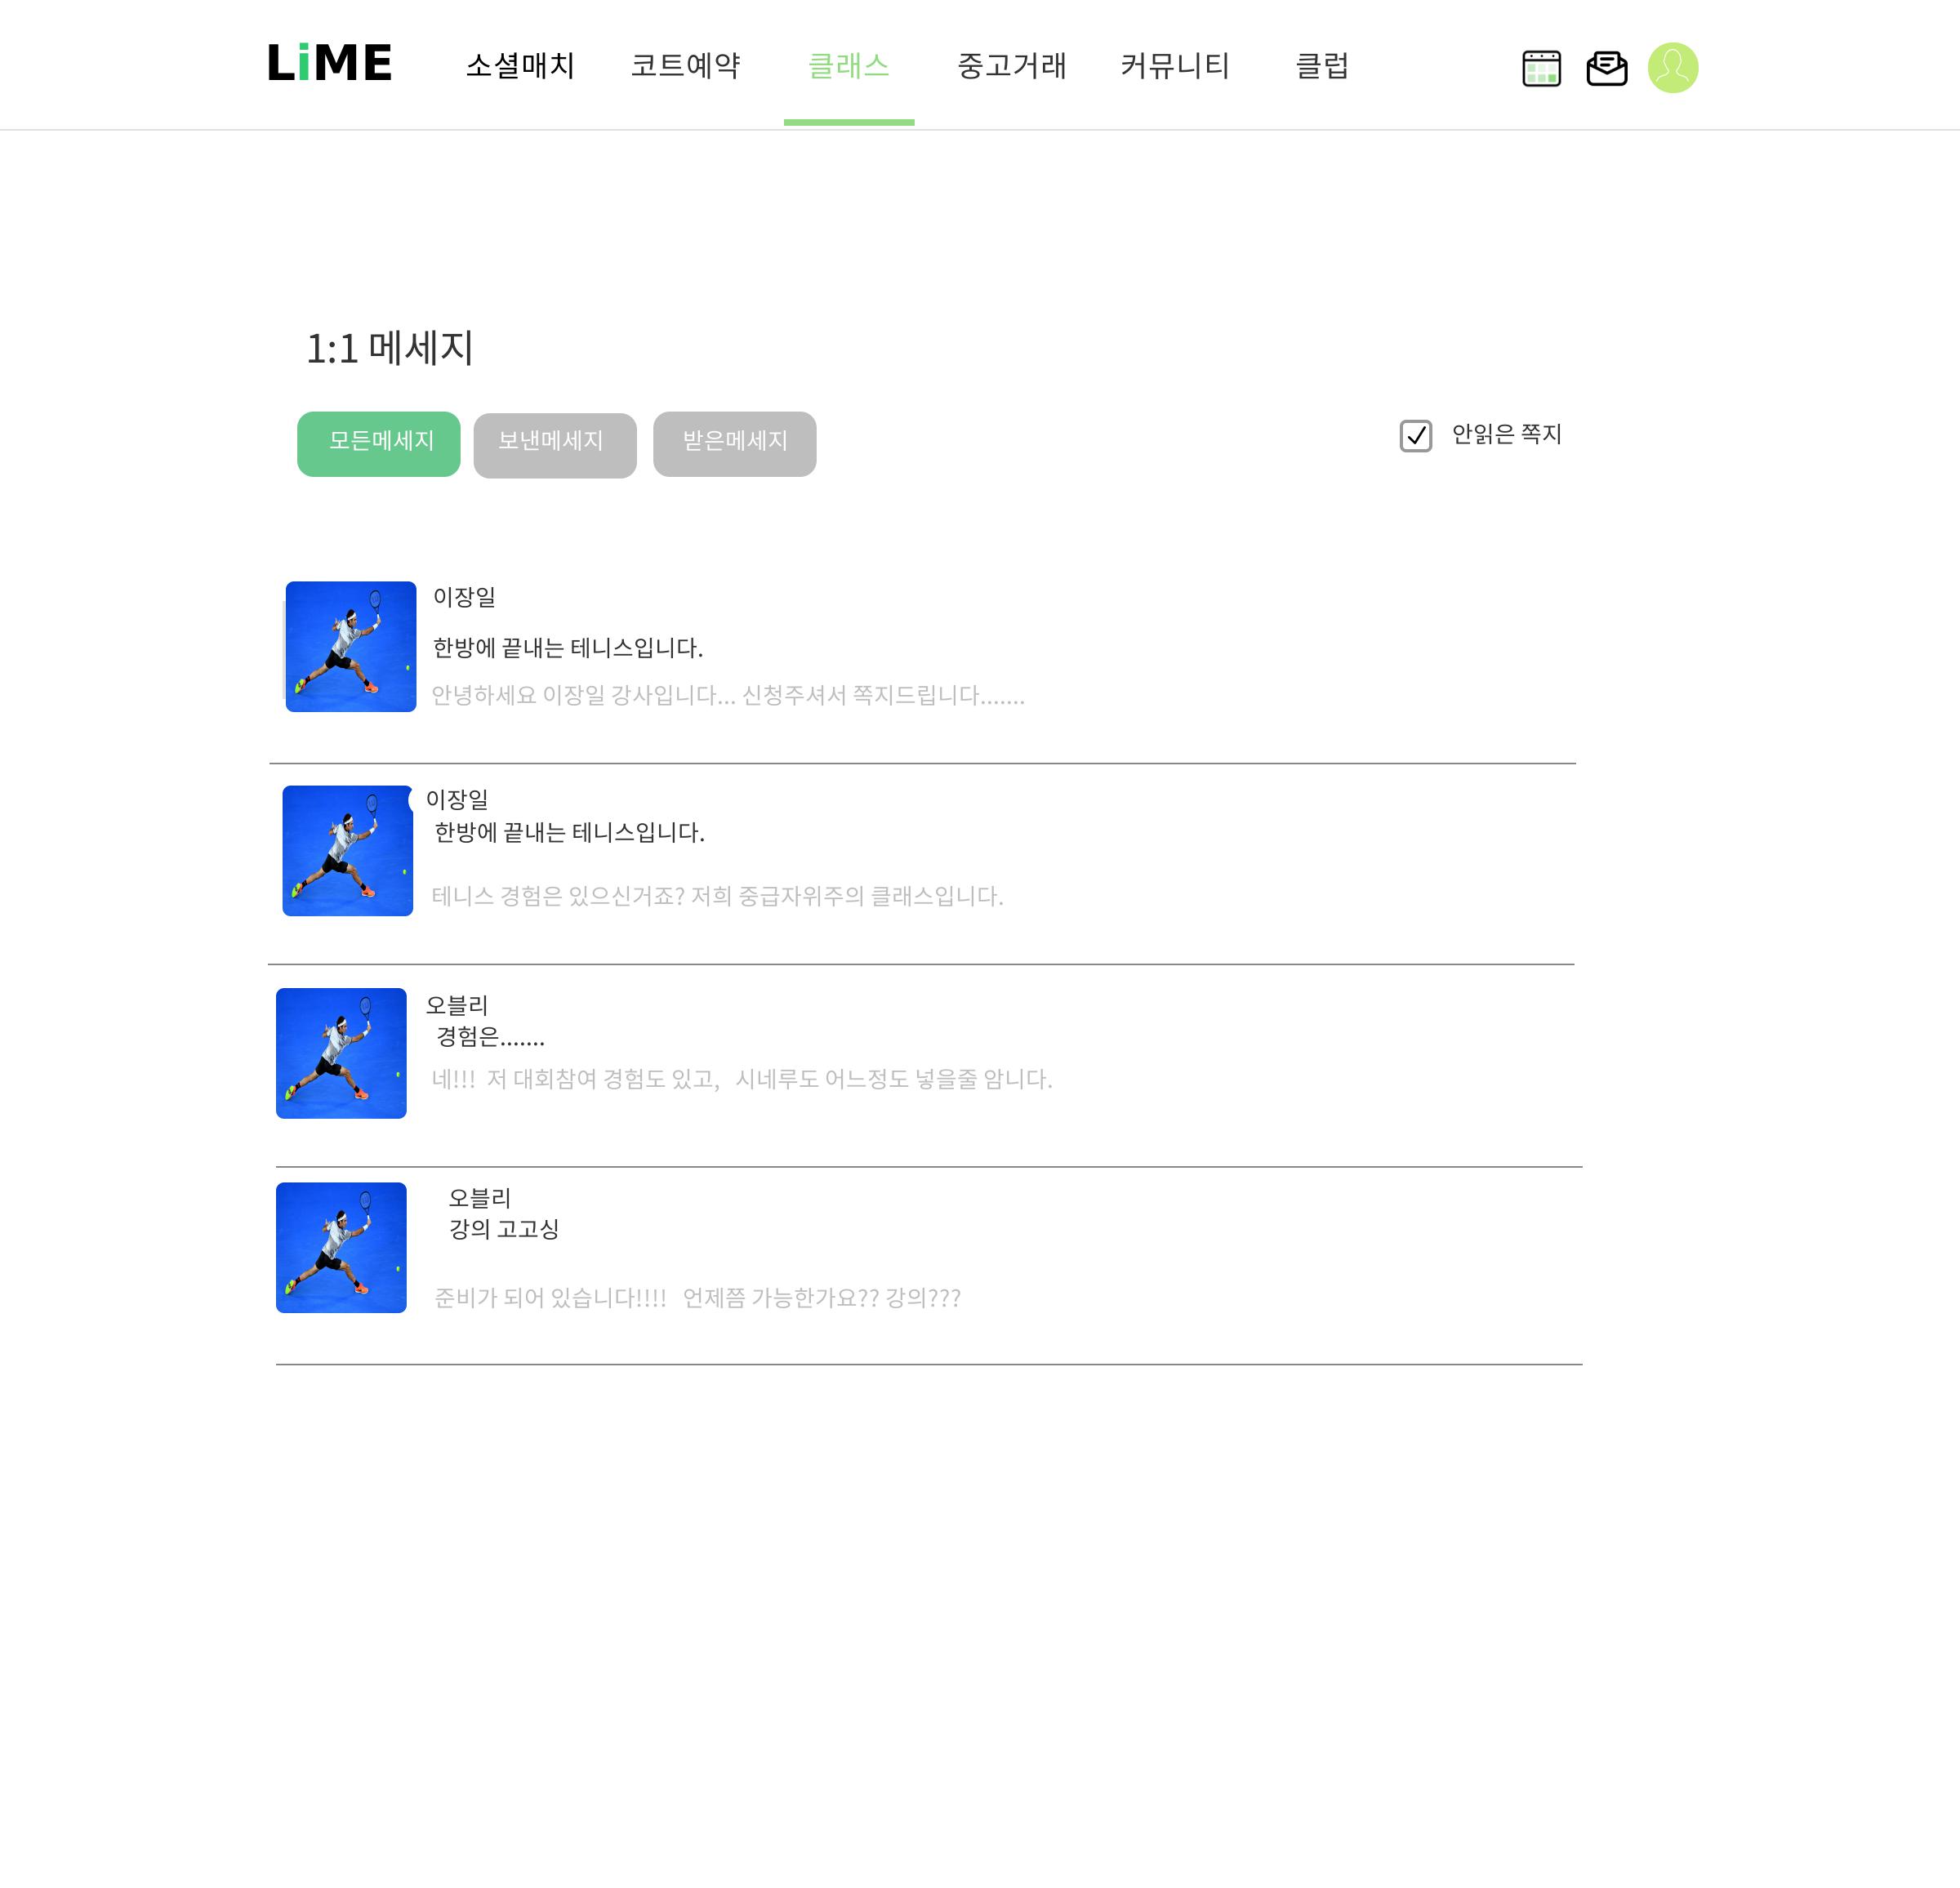 LiME 소셜매치 코트예약 클래스 중고거래 커뮤니티 클럽
1:1 메세지
모든메세지 보낸메세지 받은메세지 안읽은 쪽지
이장일
한방에 끝내는 테니스입니다.
안녕하세요 이장일 강사입니다... 신청주셔서 쪽지드립니다.......
이장일
한방에 끝내는 테니스입니다.
테니스 경험은 있으신거죠? 저희 중급자위주의 클래스입니다.
오블리
경험은.......
네!!! 저 대회참여 경험도 있고, 시네루도 어느정도 넣을줄 암니다.
오블리
강의 고고싱
준비가 되어 있습니다!!!! 언제쯤 가능한가요?? 강의???